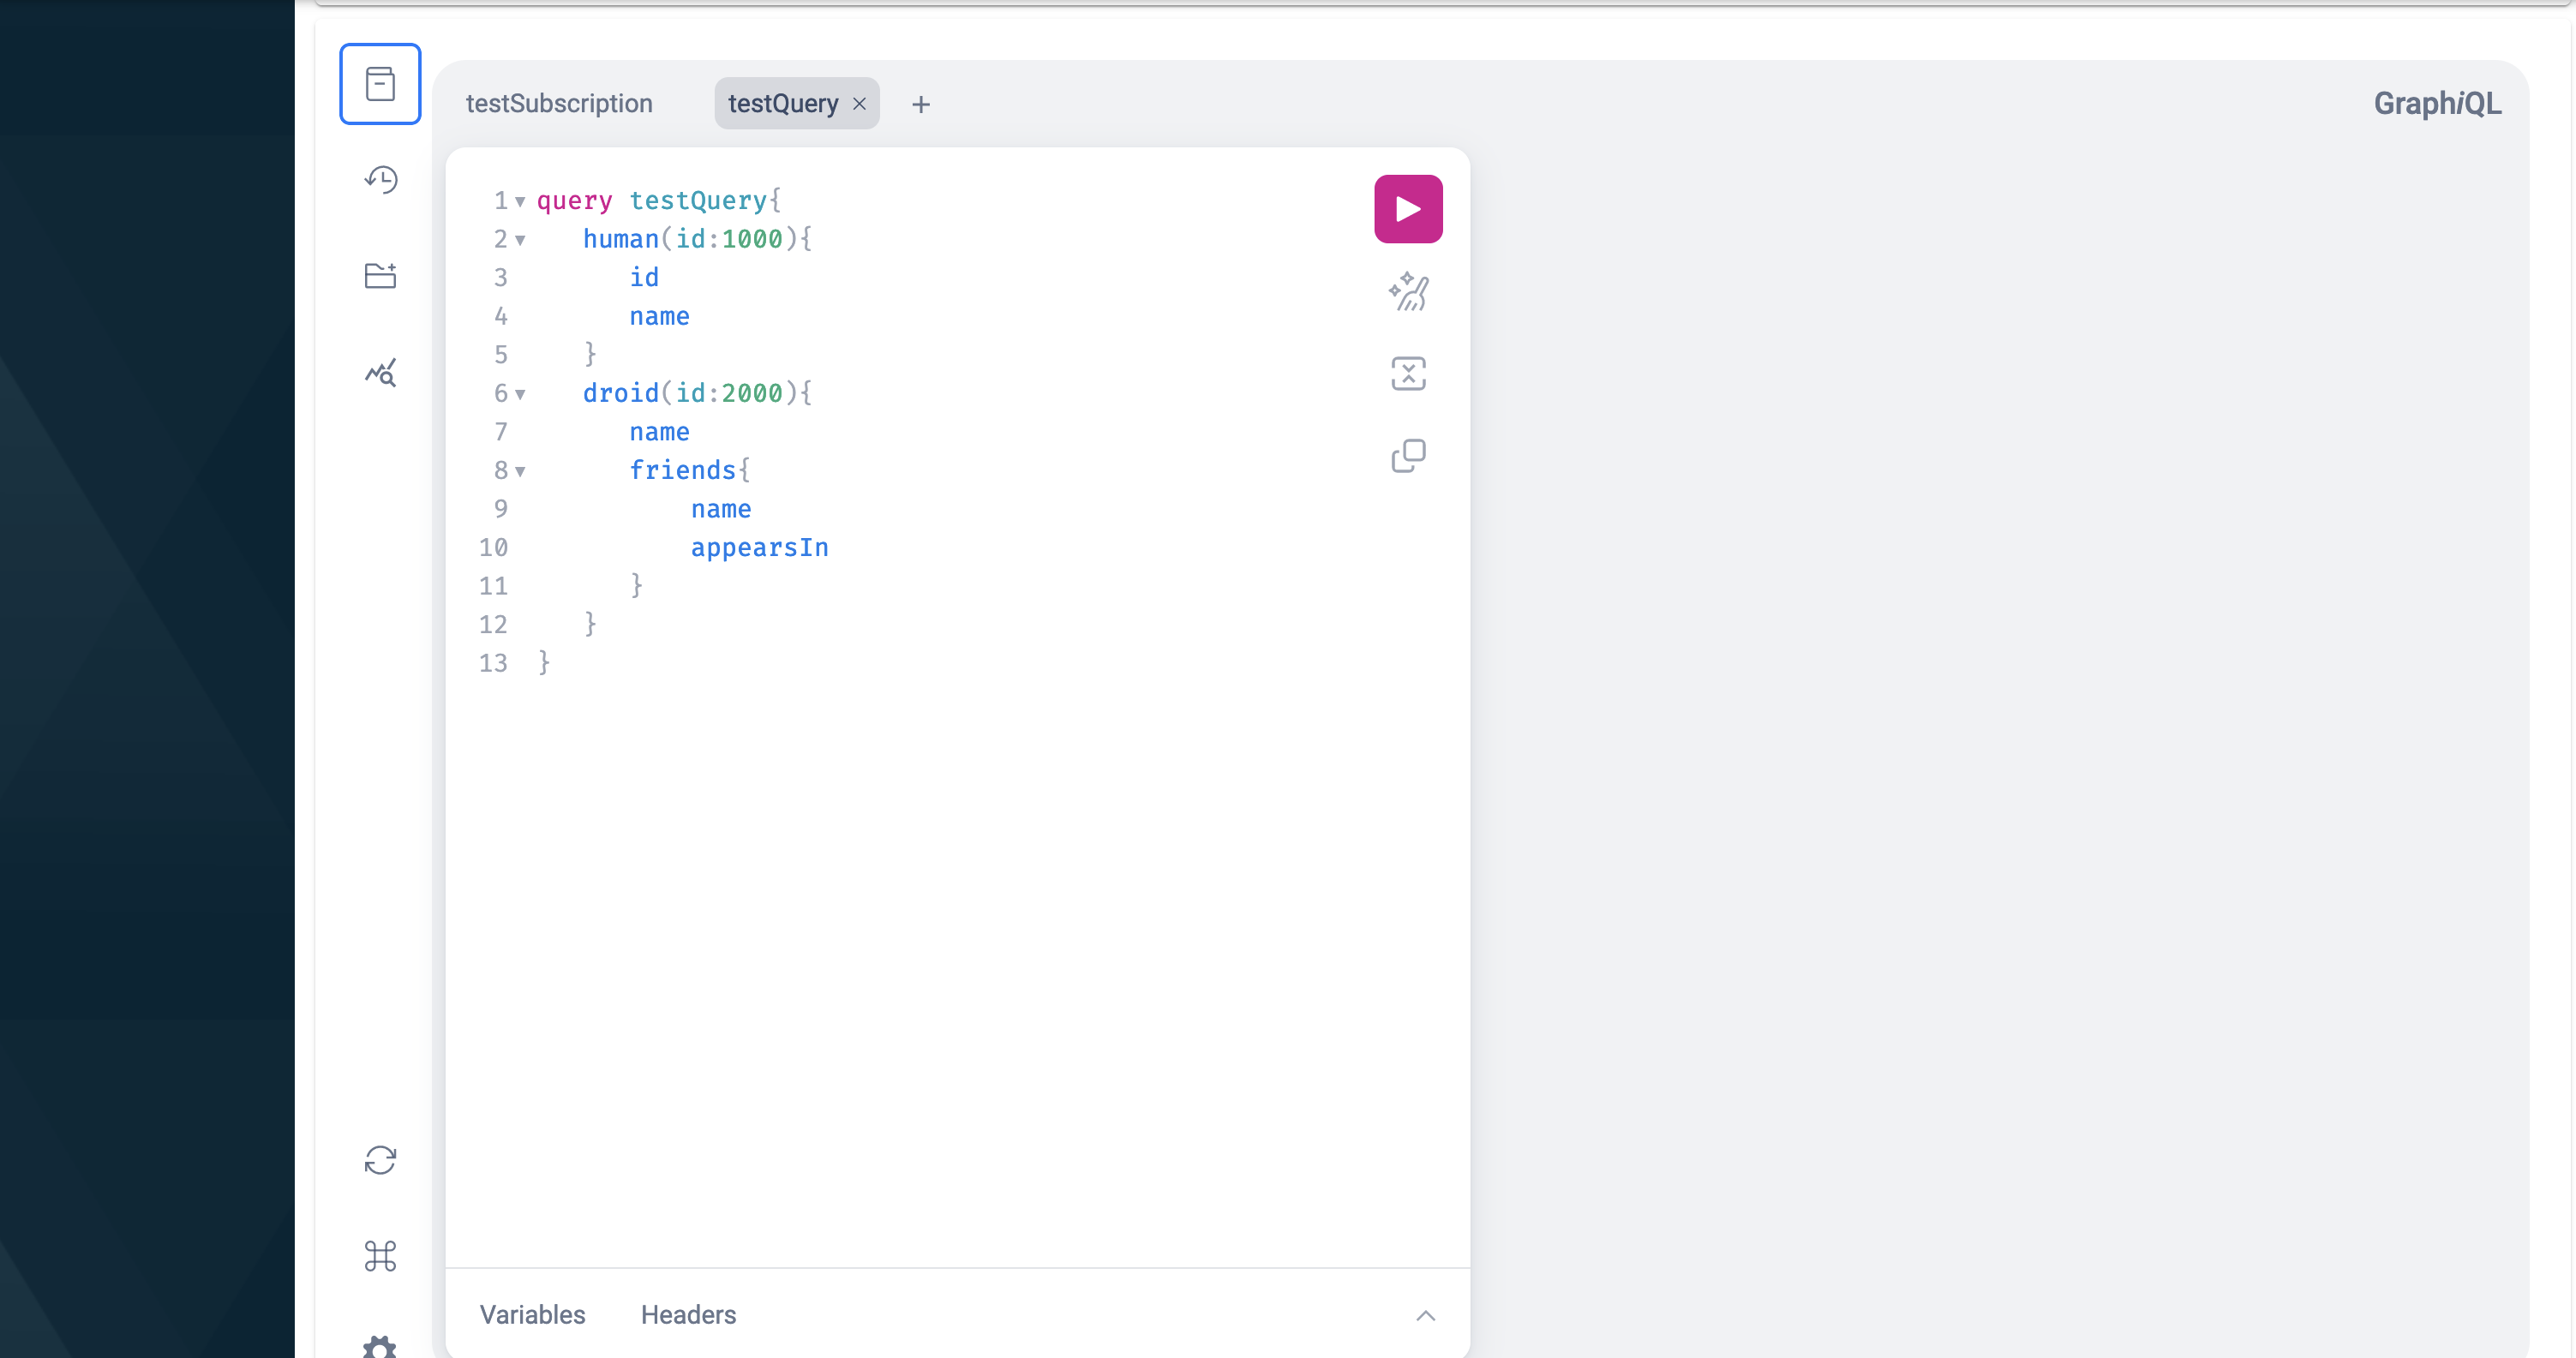 testSubscription testQuery × + GraphiQL
1 query testQuery{
2 human(id:1000){
3 id
4 name
5 }
6 droid(id:2000){
7 name
8 friends{
9 name
10 appearsIn
11 }
12 }
13 }
Variables Headers